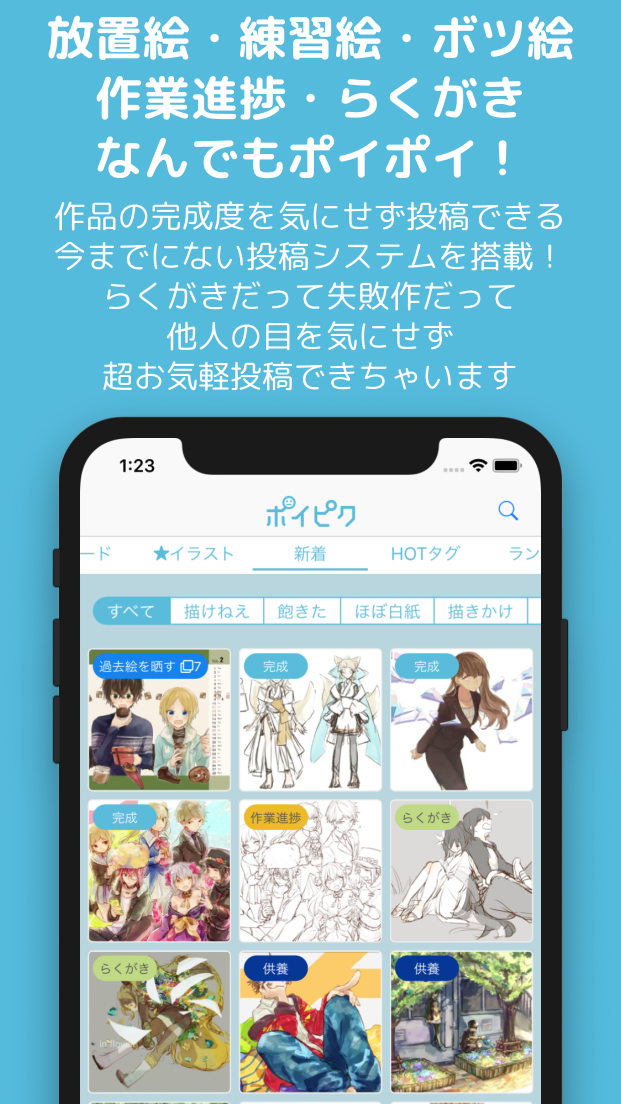 放置絵・練習絵・ボツ絵
作業進捗・らくがき
なんでもポイポイ！
作品の完成度を気にせず投稿できる
今までにない投稿システムを搭載！
らくがきだって失敗作だって
他人の目を気にせず
超お気軽投稿できちゃいます
1:23
ポイピク
ード ★イラスト 新着 HOTタグ ラン
すべて 描けねえ 飽きた ほぼ白紙 描きかけ
過去絵を晒す 7 完成 完成
完成 作業進捗 らくがき
らくがき 供養 供養